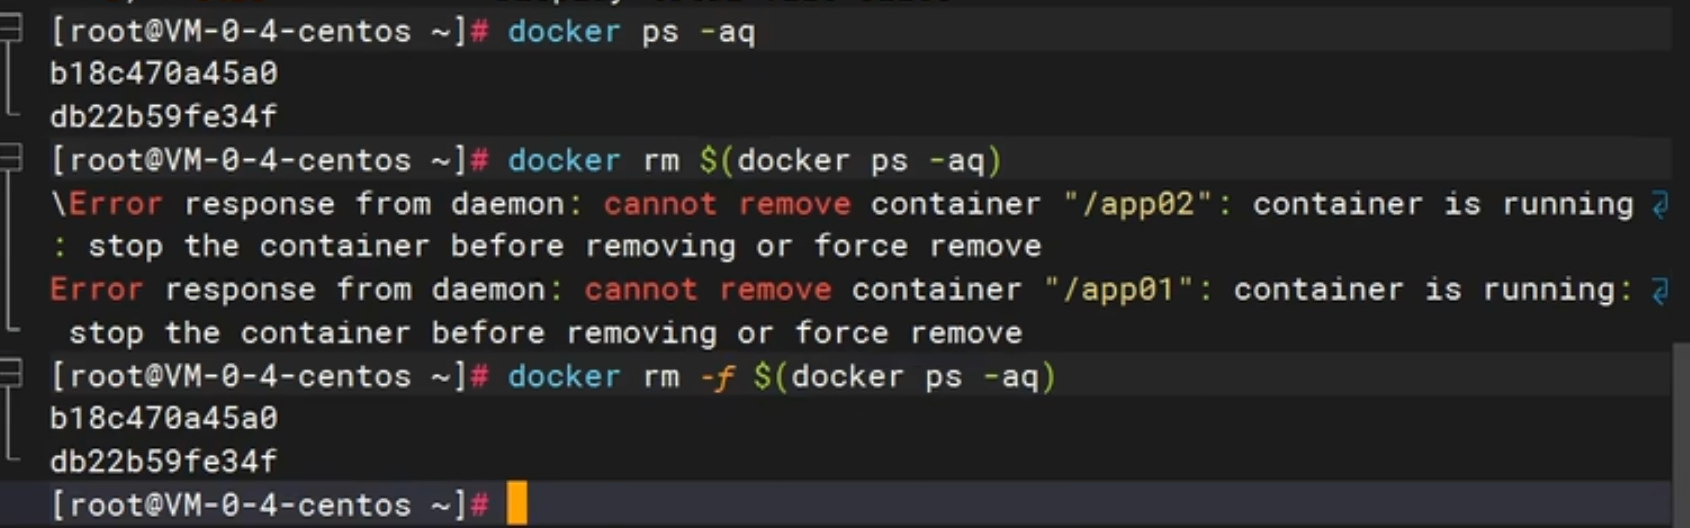 [root@VM-0-4-centos ~]# docker ps -aq
b18c470a45a0
db22b59fe34f
[root@VM-0-4-centos ~]# docker rm $(docker ps -aq)
\Error response from daemon: cannot remove container "/app02": container is running
: stop the container before removing or force remove
Error response from daemon: cannot remove container "/app01": container is running:
stop the container before removing or force remove
[root@VM-0-4-centos ~]# docker rm -f $(docker ps -aq)
b18c470a45a0
db22b59fe34f
[root@VM-0-4-centos ~]#